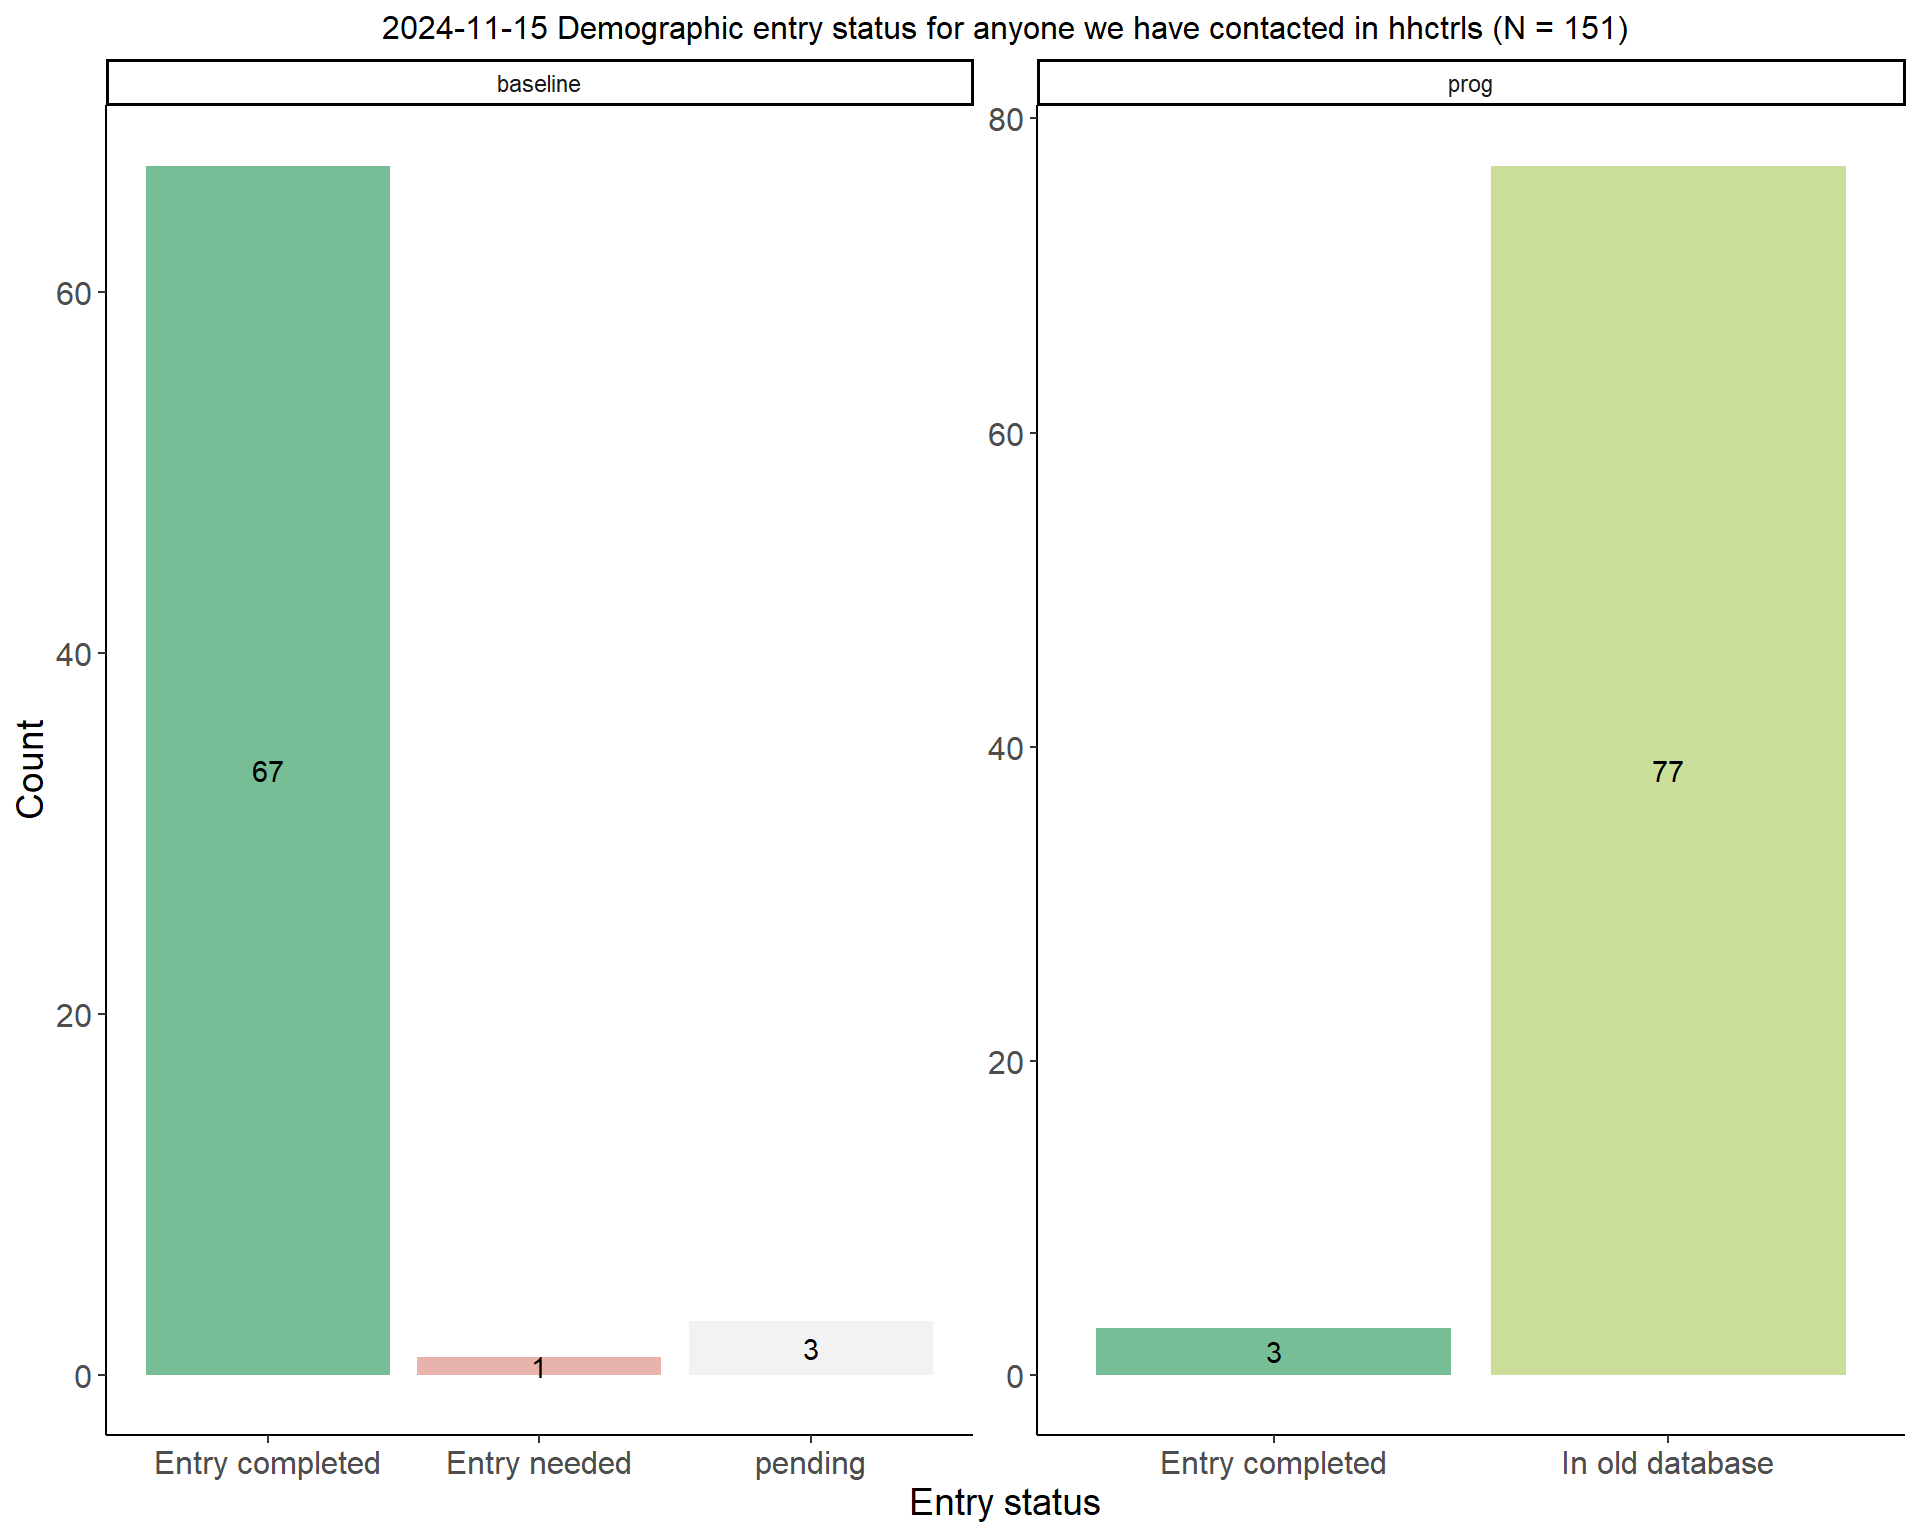 2024-11-15 Demographic entry status for anyone we have contacted in hhctrls (N = 151)
baseline
prog
Count
60
40
20
0
67
1
3
Entry completed
Entry needed
pending
80
60
40
20
0
3
77
Entry completed
In old database
Entry status